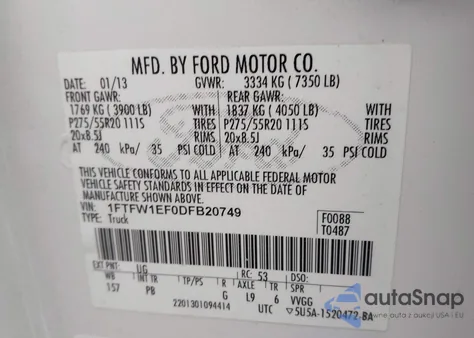 MFD. BY FORD MOTOR CO.
DATE: 01/13 GVWR: 3334 KG ( 7350 LB)
FRONT GAWR: REAR GAWR:
1769 KG ( 3900 LB) 1837 KG ( 4050 LB) WITH
P275/55R20 111S P275/55R20 111S TIRES
20x8.5J RIMS 20x8.5J RIMS
AT 240 kPa/ 35 PSI COLD AT 240 kPa/ 35 PSI COLD
THIS VEHICLE CONFORMS TO ALL APPLICABLE FEDERAL MOTOR
VEHICLE SAFETY STANDARDS IN EFFECT ON THE DATE OF
MANUFACTURE SHOWN ABOVE.
VIN: 1FTFW1EF0DFB20749
TYPE: Truck
F0088
T0487
EXT PNT: UG RC: 53 DSO:
WB INT TR TP/PS R AXLE TR SPR
157 PB G L9 6 VVGG
2201301094414 UTC 5U5A-1520472-BA
autoSnap